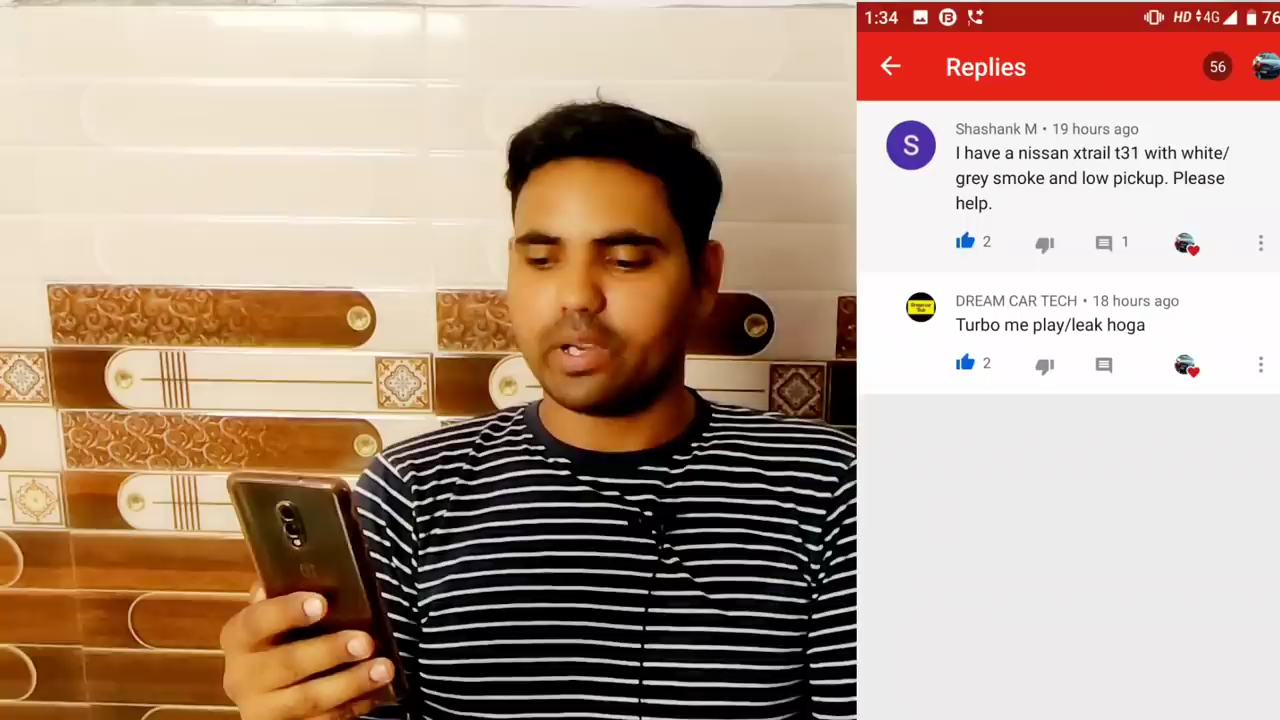 1:34 HD 4G 76
Replies
56
S
Shashank M • 19 hours ago
I have a nissan xtrail t31 with white/
grey smoke and low pickup. Please
help.
2
1
DREAM CAR TECH • 18 hours ago
Turbo me play/leak hoga
2